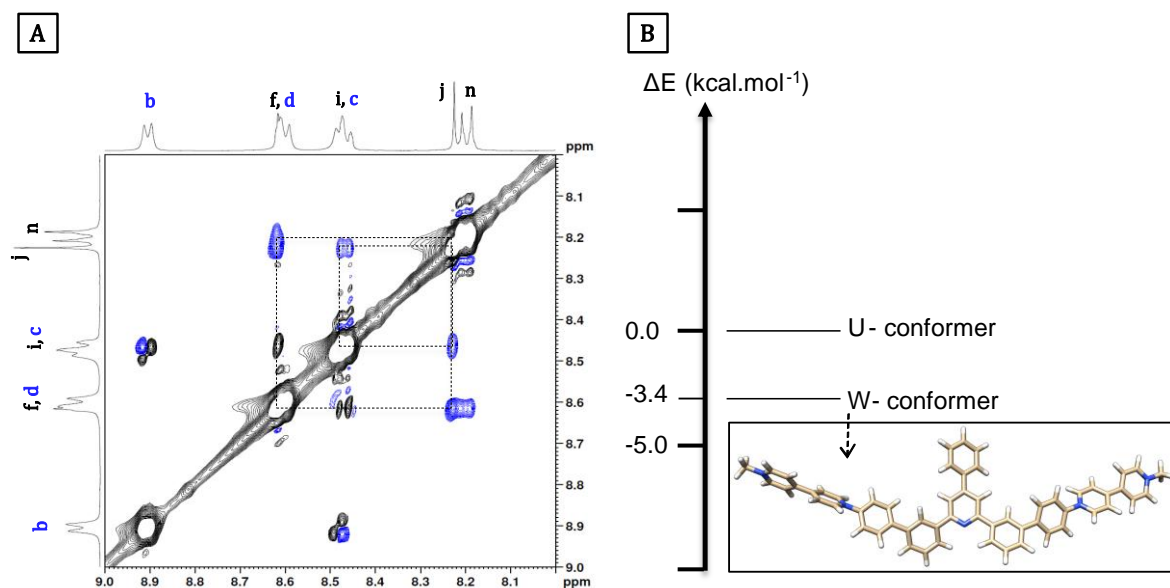 A
b
f, d
i, c
j
n
ppm
8.1
8.2
8.3
8.4
8.5
8.6
8.7
8.8
8.9
9.0
n
j
i, c
f, d
b
9.0 8.9 8.8 8.7 8.6 8.5 8.4 8.3 8.2 8.1 ppm
B
ΔE (kcal.mol⁻¹)
0.0
U- conformer
-3.4
W- conformer
-5.0